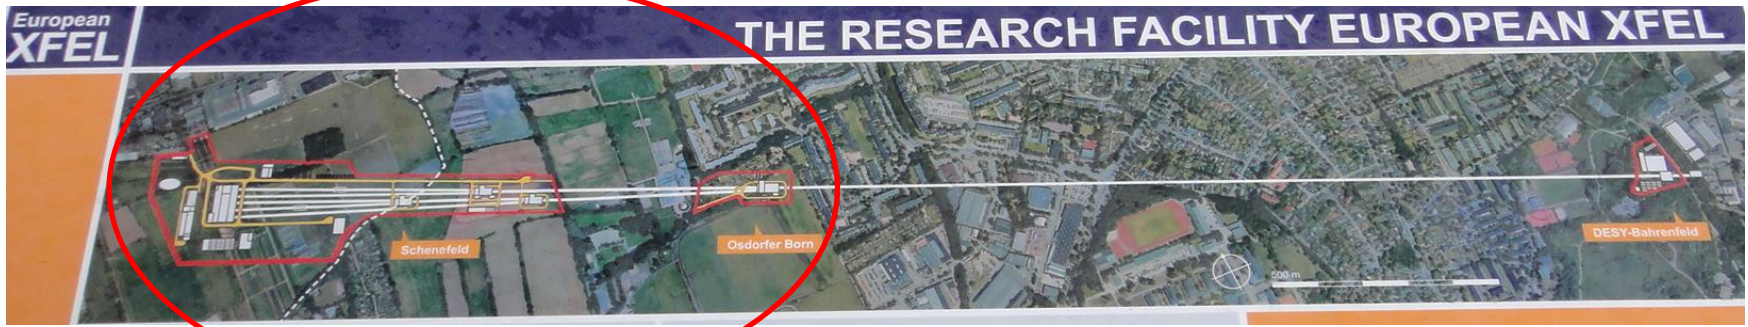 European
XFEL
THE RESEARCH FACILITY EUROPEAN XFEL
Schenefeld
Osdorfer Born
DESY-Bahrenfeld
500 m